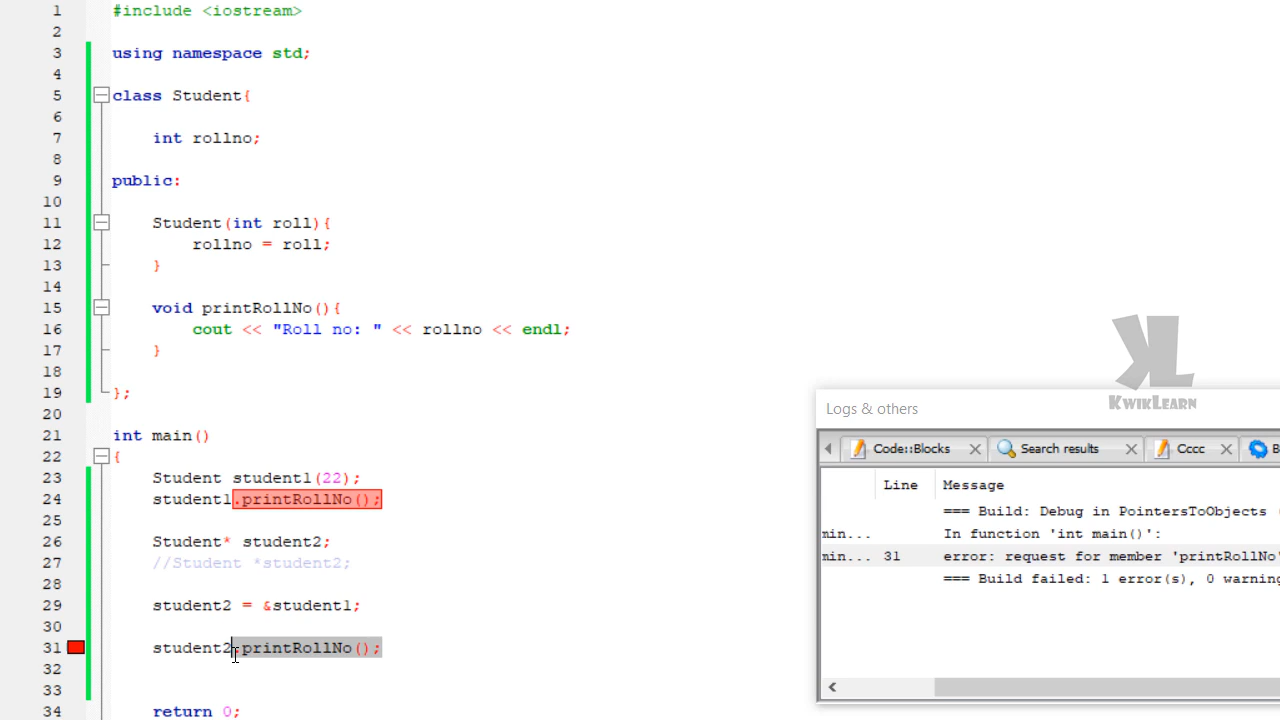 1 #include <iostream>
2
3 using namespace std;
4
5 class Student{
6
7 int rollno;
8
9 public:
10
11 Student(int roll){
12 rollno = roll;
13 }
14
15 void printRollNo(){
16 cout << "Roll no: " << rollno << endl;
17 }
18
19 };
20
21 int main()
22 {
23 Student student1(22);
24 student1.printRollNo();
25
26 Student* student2;
27 //Student *student2;
28
29 student2 = &student1;
30
31 student2.printRollNo();
32
33
34 return 0;
KL
KWIKLEARN
Logs & others
Code::Blocks Search results Cccc B
Line Message
=== Build: Debug in PointersToObjects (
min... In function 'int main()':
min... 31 error: request for member 'printRollNo'
=== Build failed: 1 error(s), 0 warning